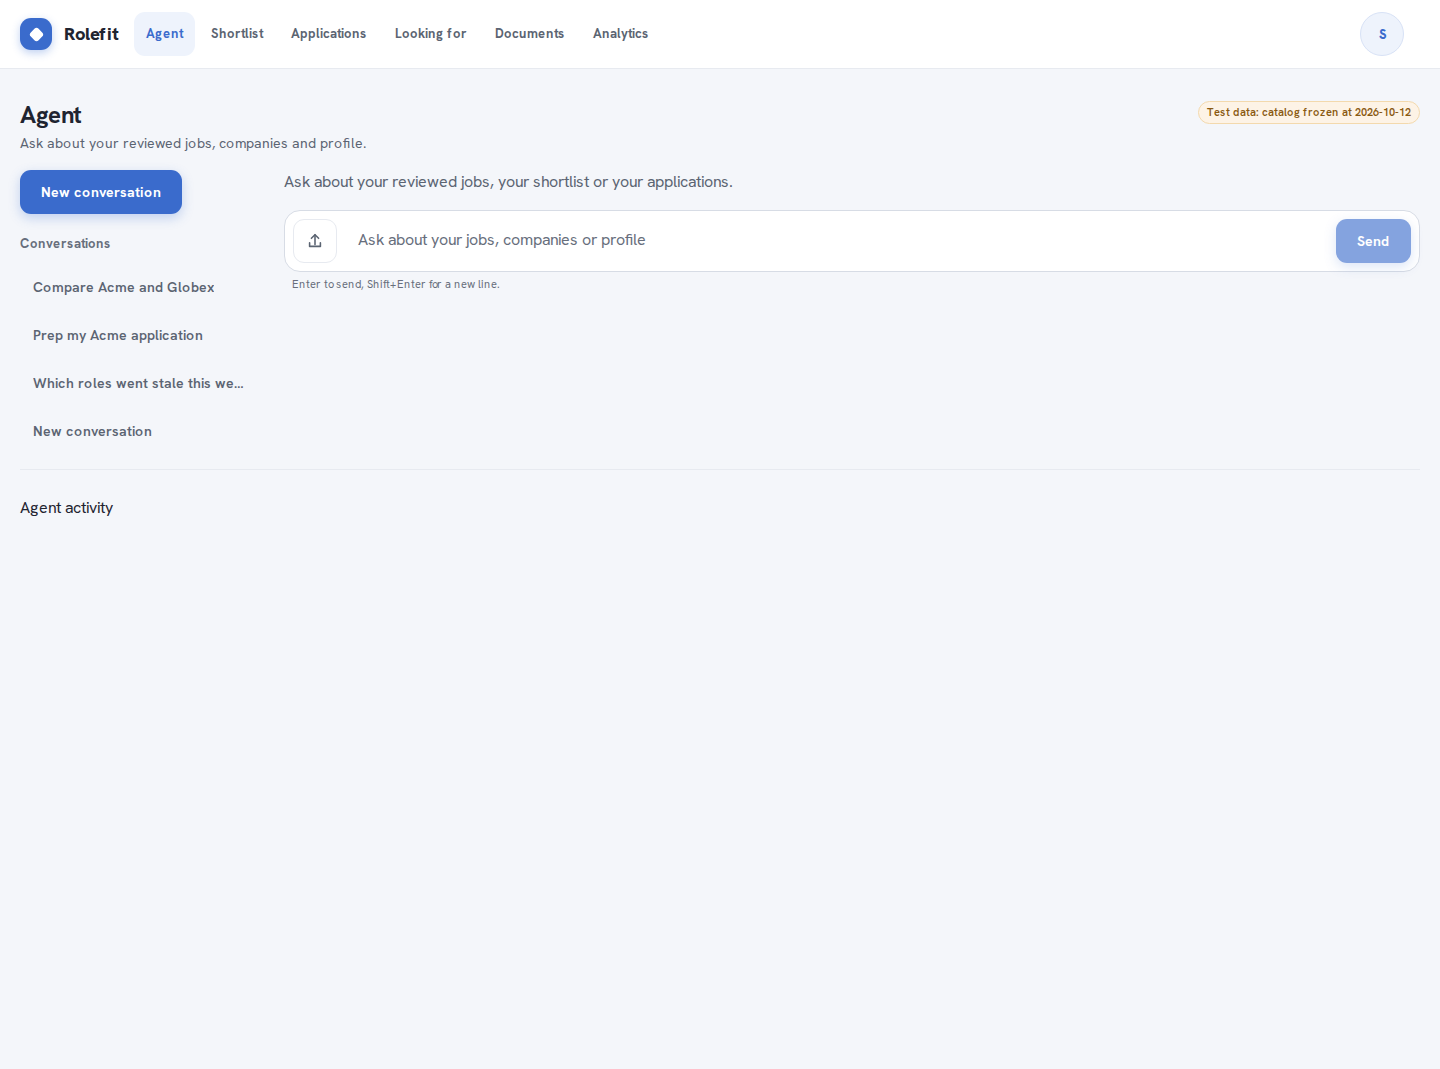 Rolefit
Agent
Shortlist
Applications
Looking for
Documents
Analytics
S
Agent
Test data: catalog frozen at 2026-10-12
Ask about your reviewed jobs, companies and profile.
New conversation
Conversations
Compare Acme and Globex
Prep my Acme application
Which roles went stale this we...
New conversation
Ask about your reviewed jobs, your shortlist or your applications.
Ask about your jobs, companies or profile
Send
Enter to send, Shift+Enter for a new line.
Agent activity